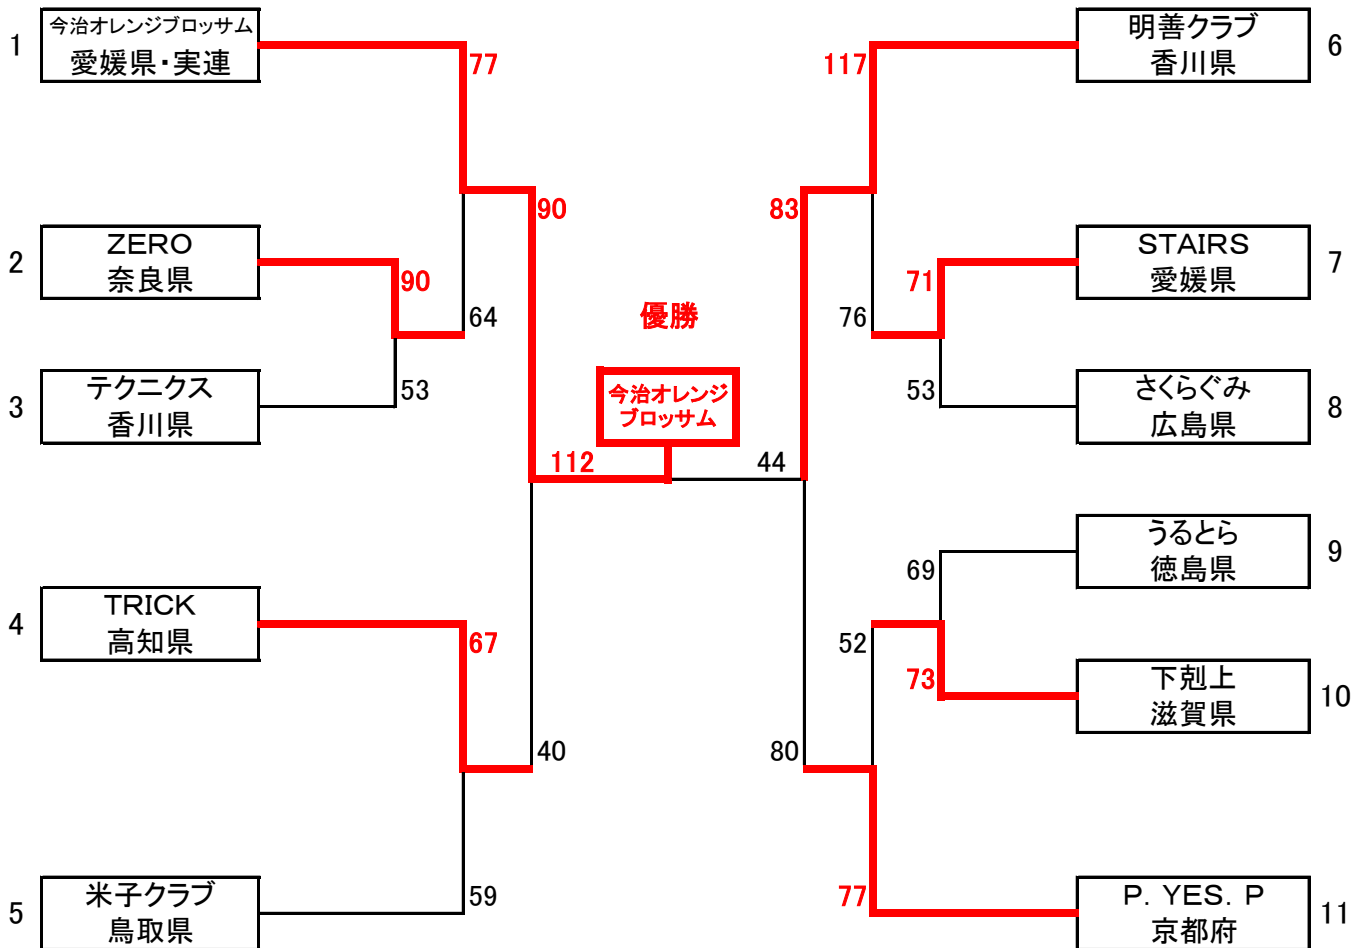 1
今治オレンジブロッサム
愛媛県・実連
77
117
明善クラブ
香川県
6
90
83
2
ZERO
奈良県
90
64
優勝
76
71
STAIRS
愛媛県
7
3
テクニクス
香川県
53
今治オレンジ
ブロッサム
53
さくらぐみ
広島県
8
112
44
うるとら
徳島県
9
69
4
TRICK
高知県
67
52
73
下剋上
滋賀県
10
40
80
5
米子クラブ
鳥取県
59
77
P. YES. P
京都府
11